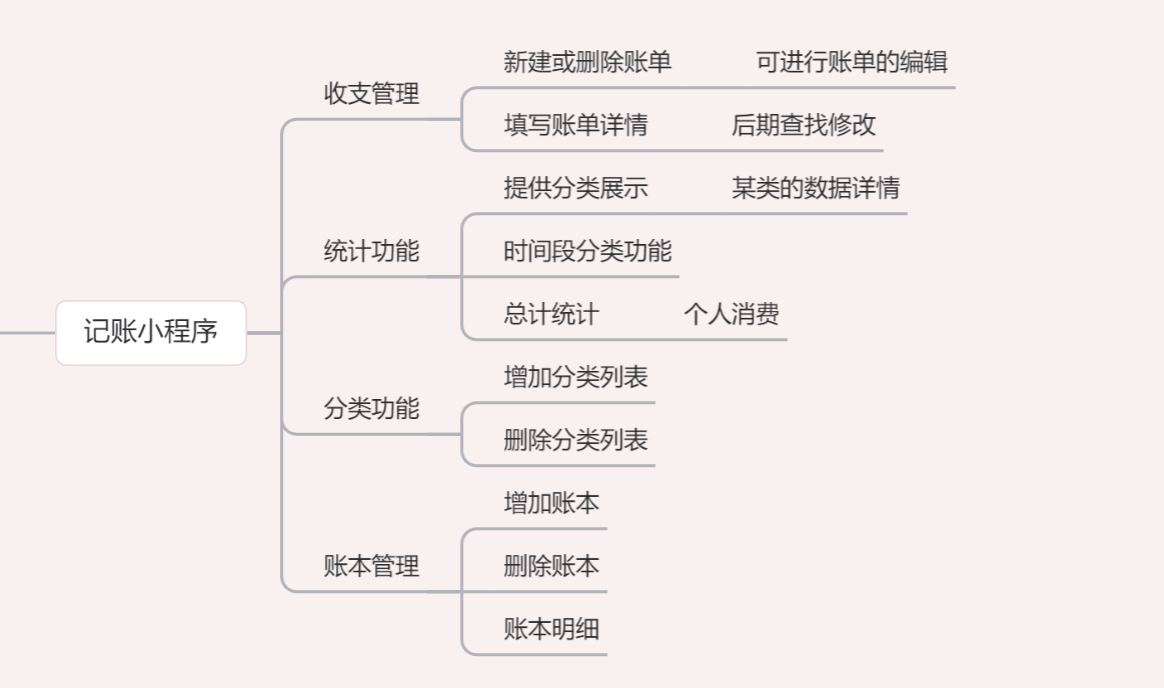 记账小程序
收支管理
新建或删除账单 可进行账单的编辑
填写账单详情 后期查找修改
统计功能
提供分类展示 某类的数据详情
时间段分类功能
总计统计 个人消费
分类功能
增加分类列表
删除分类列表
账本管理
增加账本
删除账本
账本明细